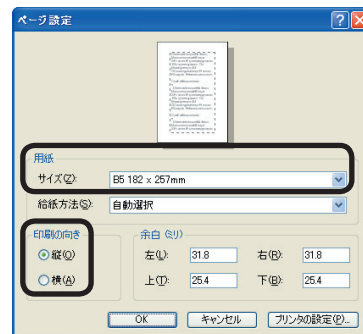 ページ設定
用紙
サイズ(Z): B5 182 x 257mm
給紙方法(S): 自動選択
印刷の向き
縦(O)
横(A)
余白 (ミリ)
左(L): 31.8 右(R): 31.8
上(T): 25.4 下(B): 25.4
OK キャンセル プリンタの設定(P)...